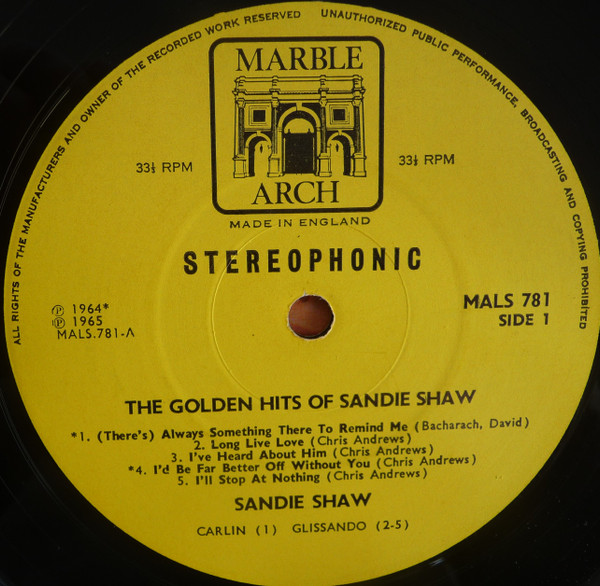 ALL RIGHTS OF THE MANUFACTURERS AND OWNER OF THE RECORDED WORK RESERVED
UNAUTHORIZED PUBLIC PERFORMANCE, BROADCASTING AND COPYING PROHIBITED
MARBLE
ARCH
33⅓ RPM
33⅓ RPM
MADE IN ENGLAND
STEREOPHONIC
℗ 1964*
℗ 1965
MALS.781-A
MALS 781
SIDE 1
THE GOLDEN HITS OF SANDIE SHAW
*1. (There's) Always Something There To Remind Me (Bacharach, David)
2. Long Live Love (Chris Andrews)
3. I've Heard About Him (Chris Andrews)
*4. I'd Be Far Better Off Without You (Chris Andrews)
5. I'll Stop At Nothing (Chris Andrews)
SANDIE SHAW
CARLIN (1) GLISSANDO (2-5)